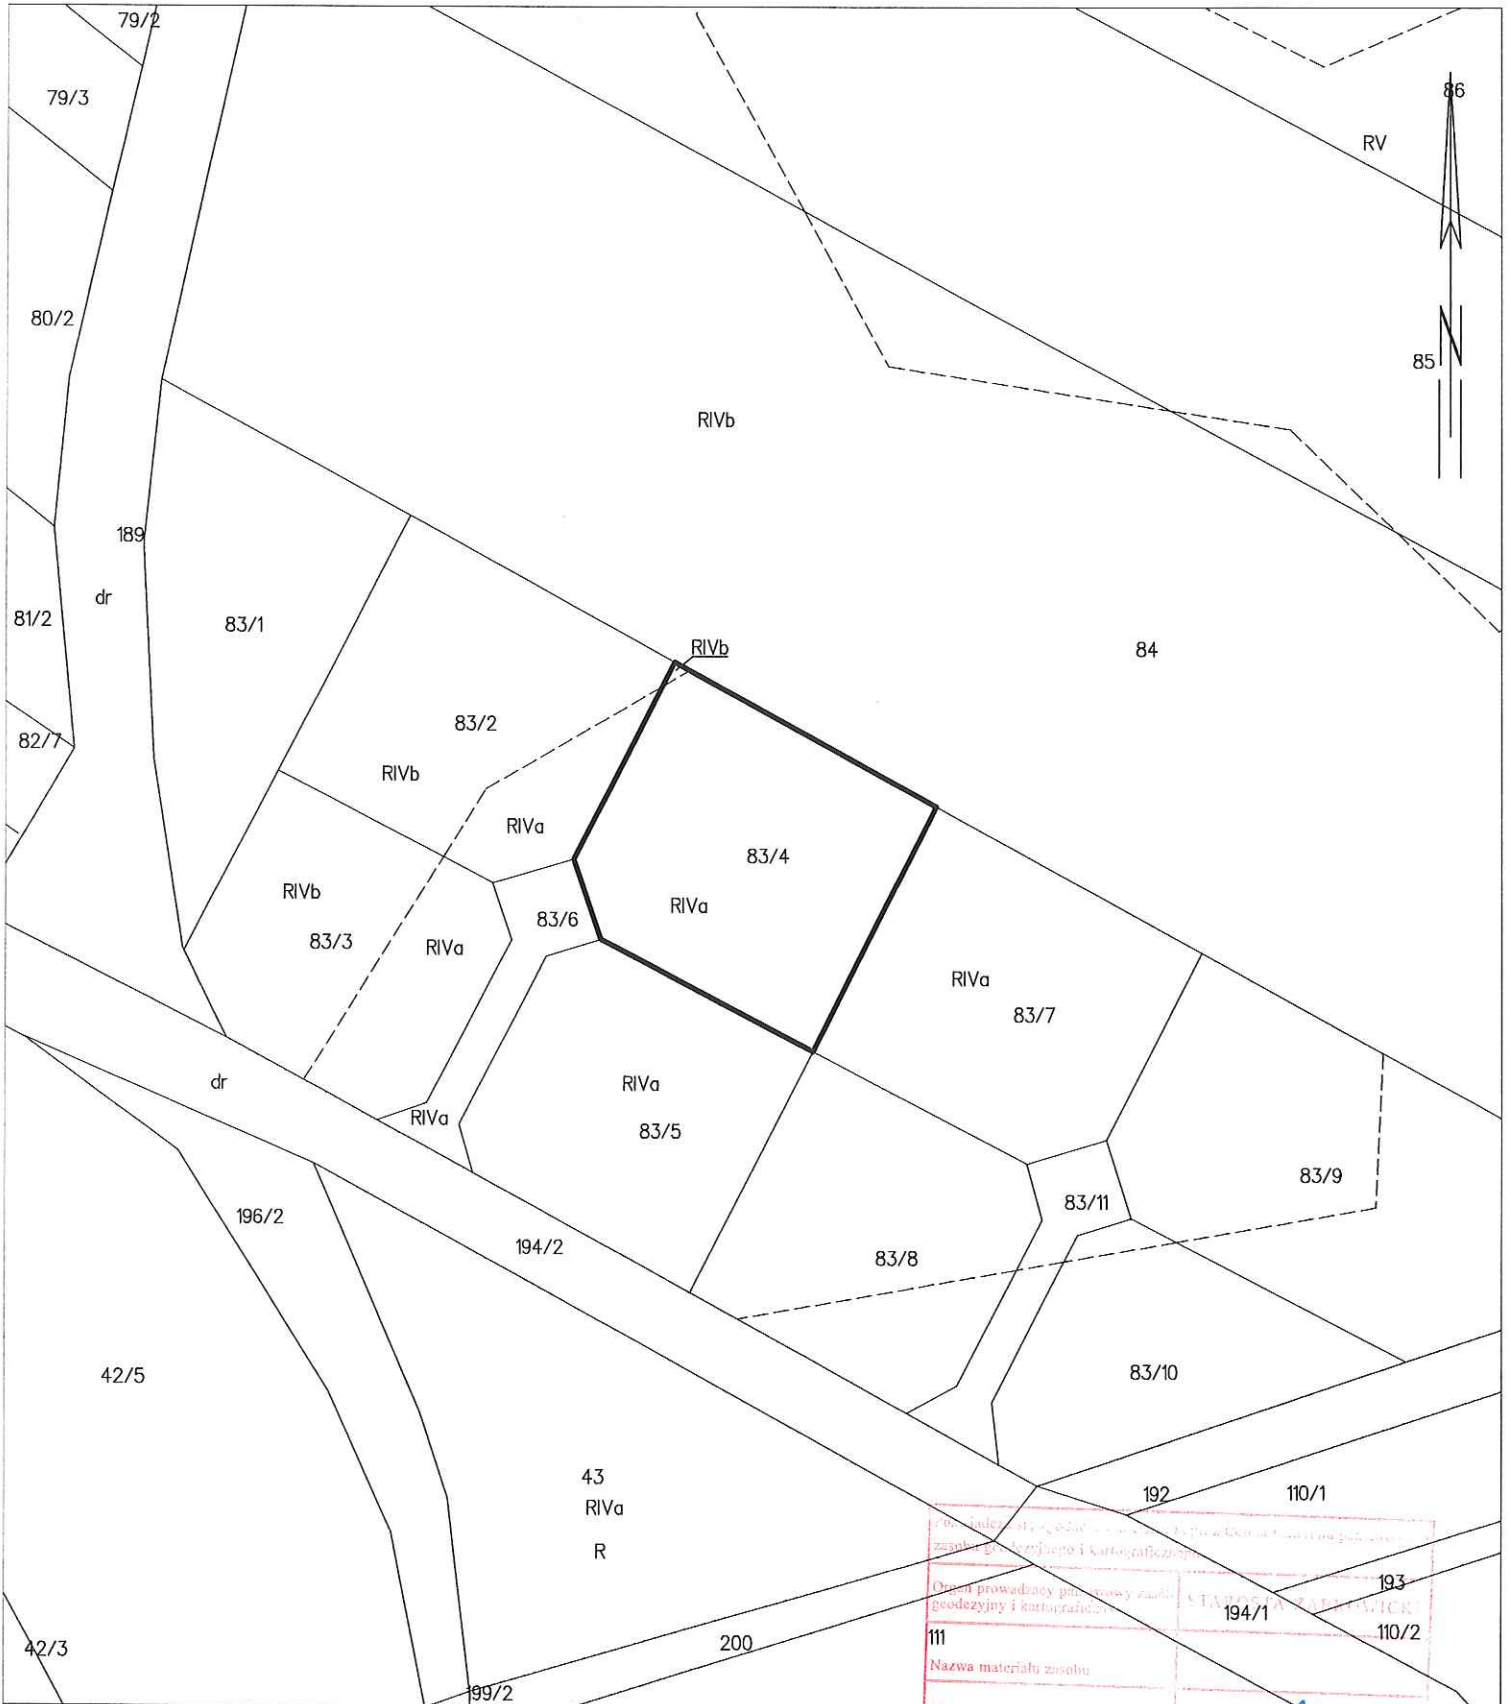 79/2
79/3
86
RV
80/2
85
N
RIVb
189
dr
81/2
83/1
RIVb
84
83/2
82/7
RIVb
RIVa
83/4
RIVb
RIVa
83/6
83/3
RIVa
RIVa
83/7
dr
RIVa
RIVa
83/5
83/9
83/11
196/2
194/2
83/8
42/5
83/10
43
RIVa
R
192
110/1
zasobu geodezyjnego i kartograficznego
Organ prowadzący
geodezyjny i kartograficzny
STAROSTA ZĄBKOWICKI
193
194/1
110/2
111
Nazwa materiału zasobu
42/3
200
199/2